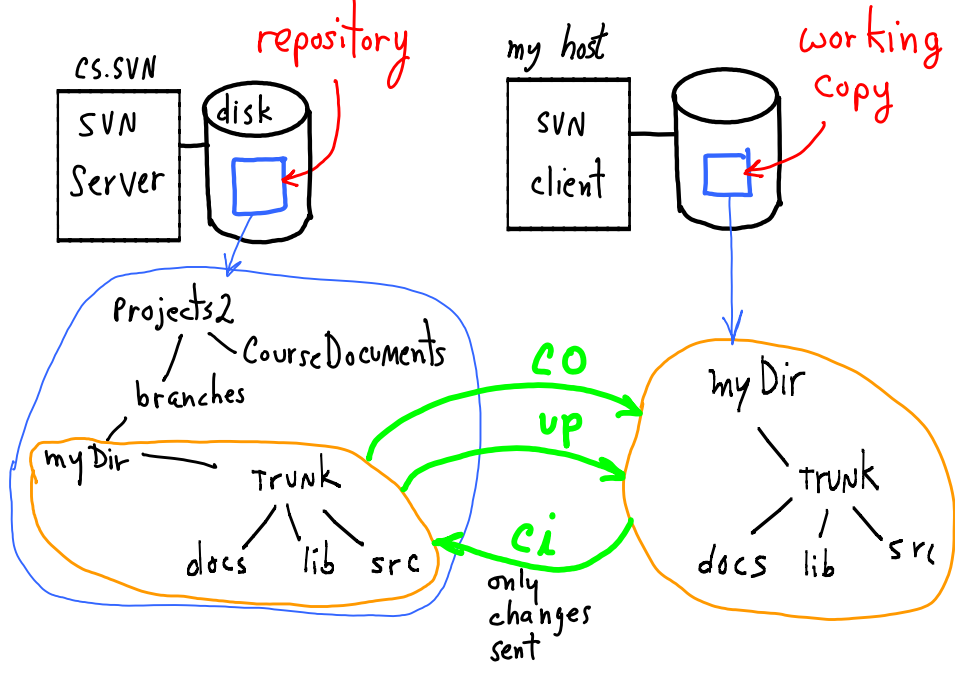 repository
cs.svn
disk
SVN
Server
my host
SVN
client
working
copy
Projects2
CourseDocuments
branches
myDir
TRUNK
docs lib src
co
up
ci
only
changes
sent
myDir
TRUNK
docs lib src